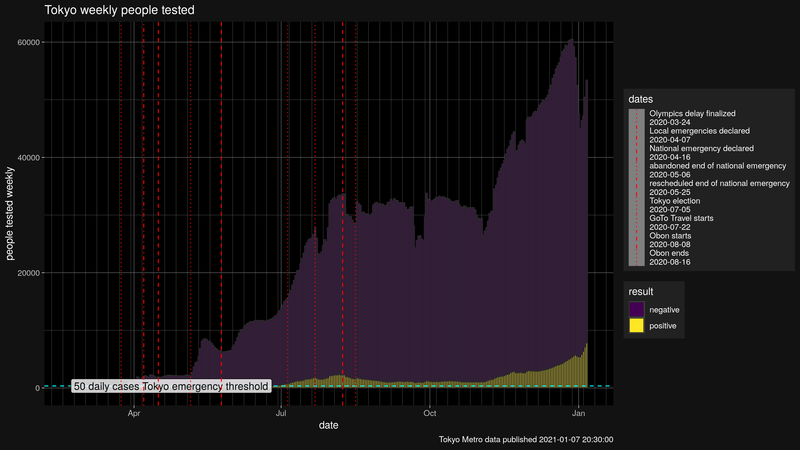 Tokyo weekly people tested
60000
40000
20000
0
people tested weekly
50 daily cases Tokyo emergency threshold
Apr
Jul
Oct
Jan
date
Tokyo Metro data published 2021-01-07 20:30:00
dates
Olympics delay finalized
2020-03-24
Local emergencies declared
2020-04-07
National emergency declared
2020-04-16
abandoned end of national emergency
2020-05-06
rescheduled end of national emergency
2020-05-25
Tokyo election
2020-07-05
GoTo Travel starts
2020-07-22
Obon starts
2020-08-08
Obon ends
2020-08-16
result
negative
positive